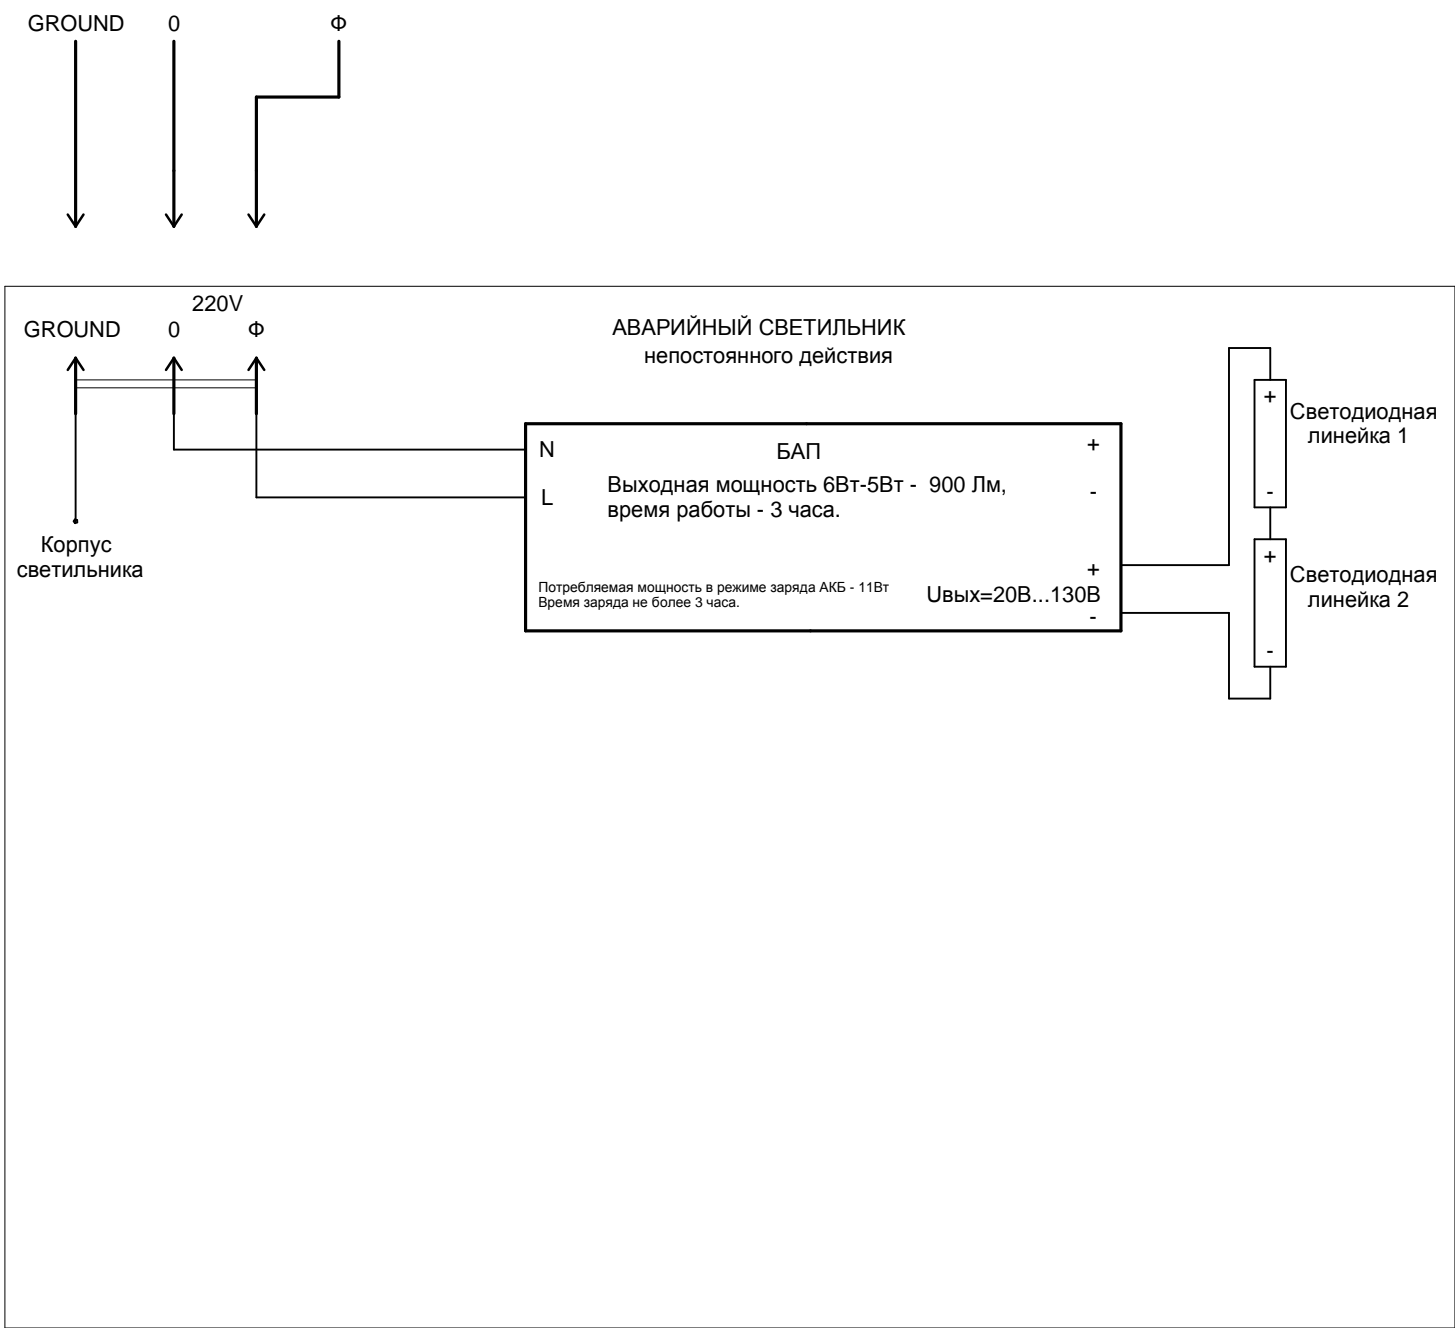 GROUND 0 Ф
220V
GROUND 0 Ф
АВАРИЙНЫЙ СВЕТИЛЬНИК
непостоянного действия
Корпус
светильника
N
L
БАП
Выходная мощность 6Вт-5Вт - 900 Лм,
время работы - 3 часа.
Потребляемая мощность в режиме заряда АКБ - 11Вт
Время заряда не более 3 часа.
+
-
+
Uвых=20В...130В
-
+
-
Светодиодная
линейка 1
+
-
Светодиодная
линейка 2